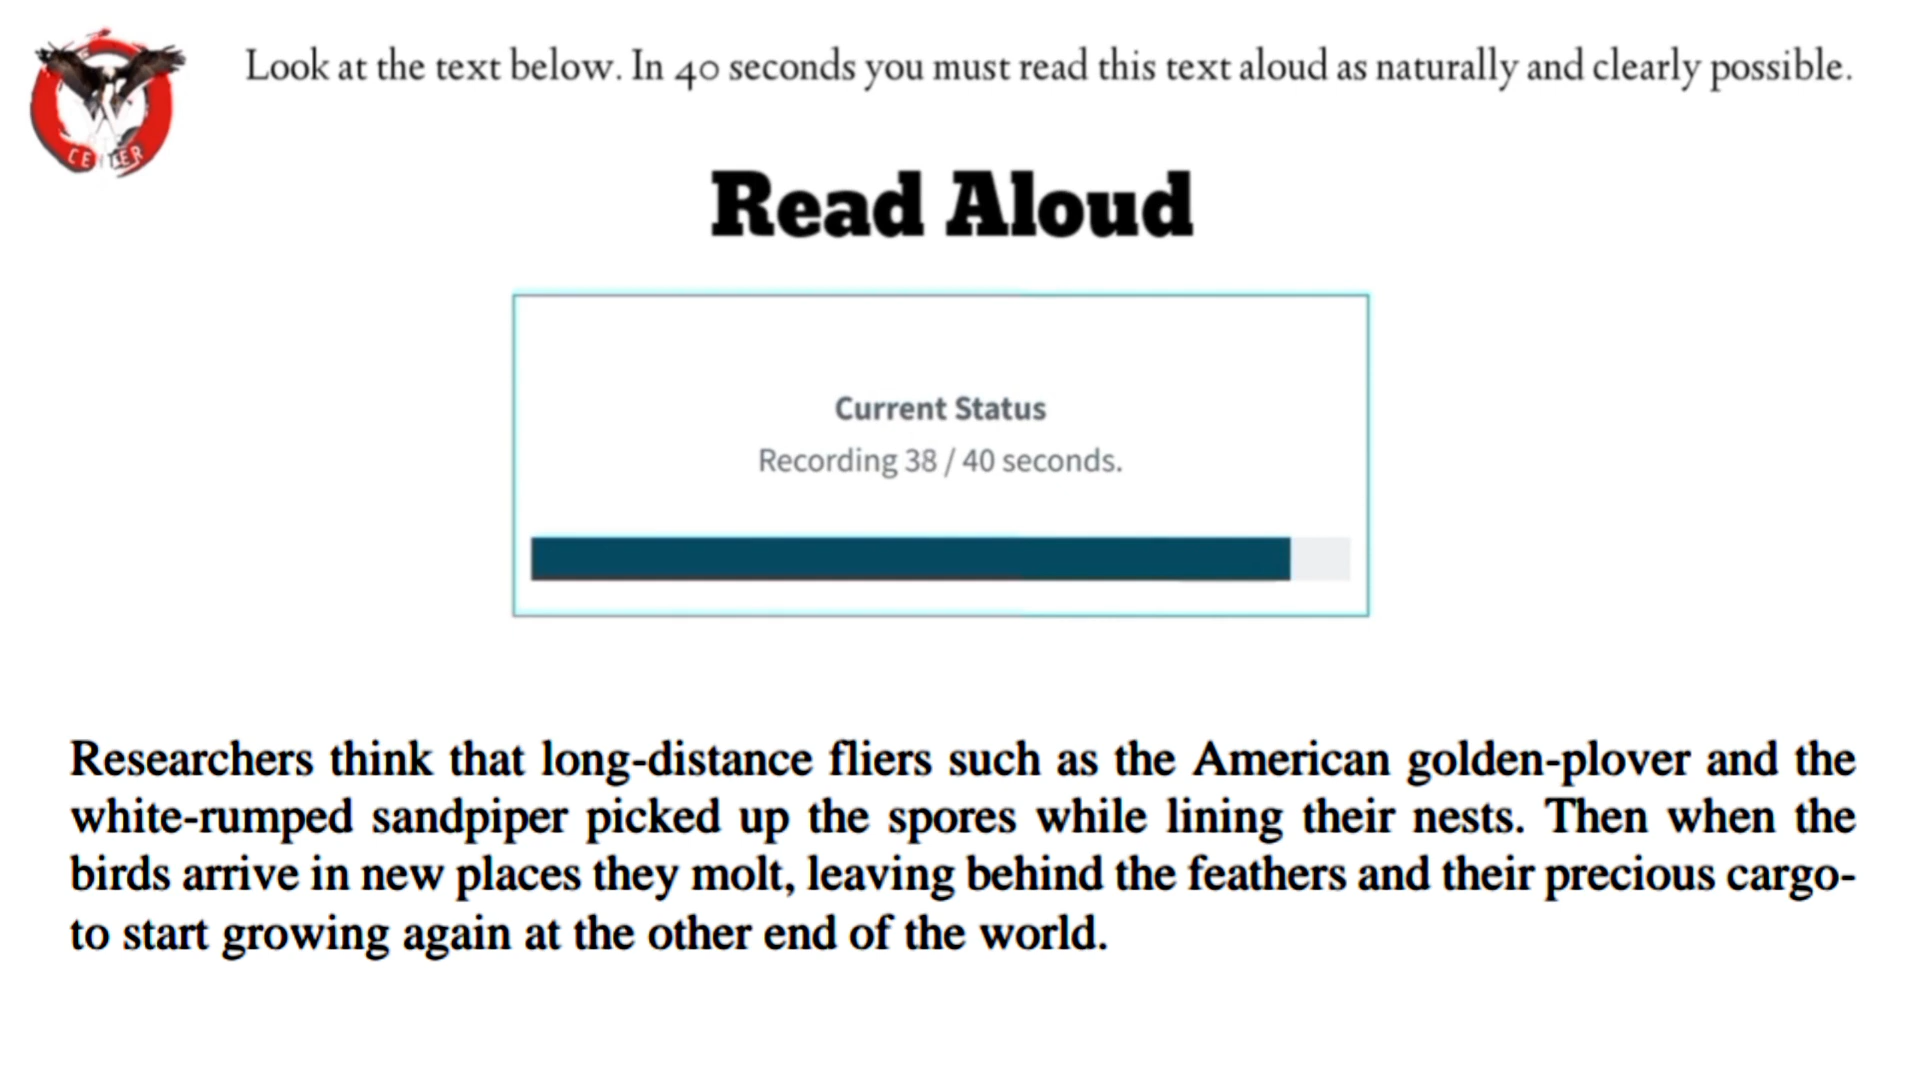 CENTER
Look at the text below. In 40 seconds you must read this text aloud as naturally and clearly possible.
Read Aloud
Current Status
Recording 38 / 40 seconds.
Researchers think that long-distance fliers such as the American golden-plover and the
white-rumped sandpiper picked up the spores while lining their nests. Then when the
birds arrive in new places they molt, leaving behind the feathers and their precious cargo-
to start growing again at the other end of the world.